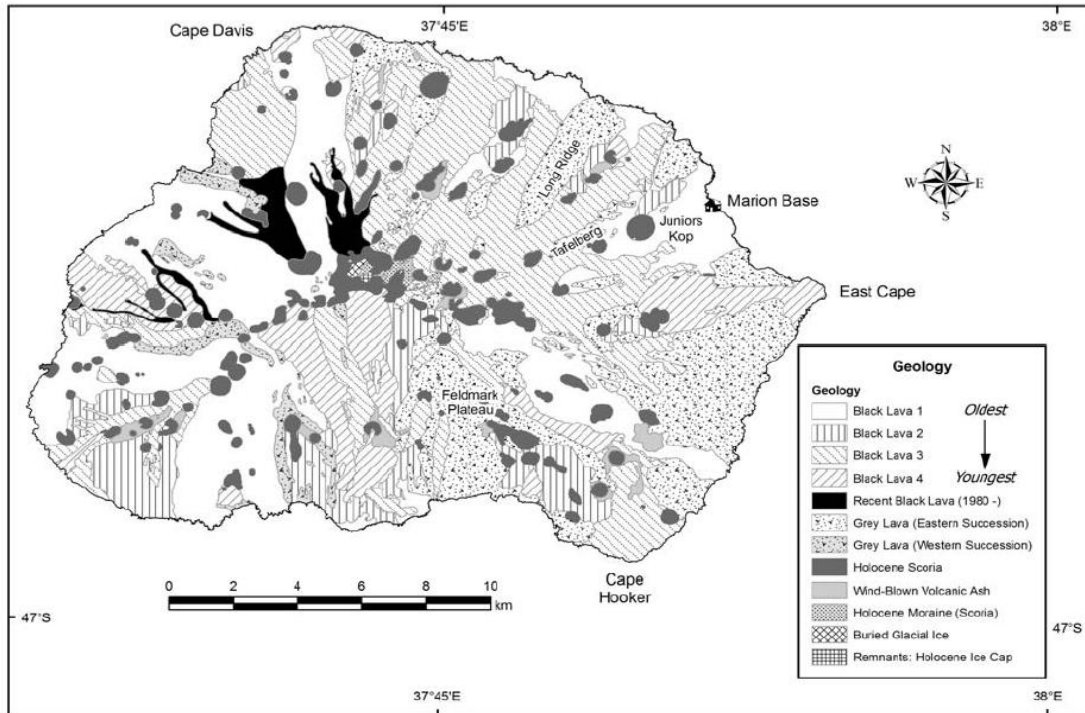 37°45'E
38°E
Cape Davis
N
W
E
S
Long Ridge
Marion Base
Juniors
Kop
Tafelberg
East Cape
Feldmark
Plateau
Cape
Hooker
0 2 4 6 8 10
km
47°S
47°S
37°45'E
38°E
Geology
Geology
Black Lava 1
Oldest
Black Lava 2
Black Lava 3
Black Lava 4
Youngest
Recent Black Lava (1980 -)
Grey Lava (Eastern Succession)
Grey Lava (Western Succession)
Holocene Scoria
Wind-Blown Volcanic Ash
Holocene Moraine (Scoria)
Buried Glacial Ice
Remnants: Holocene Ice Cap